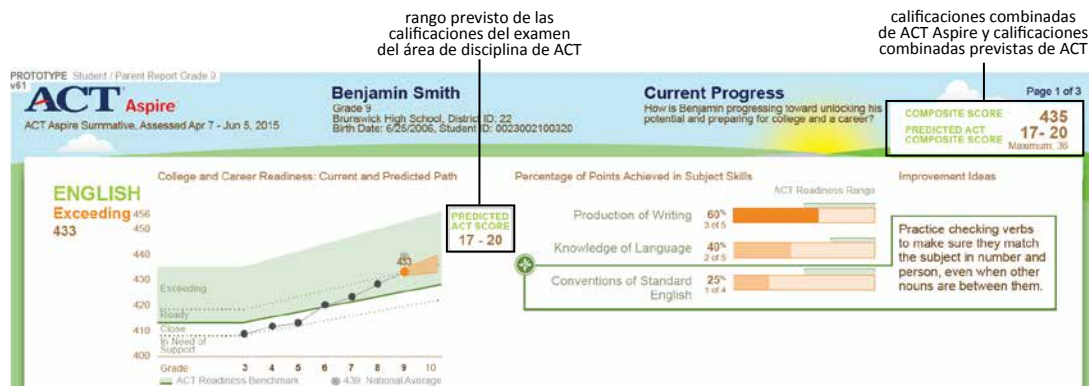 rango previsto de las
calificaciones del examen
del área de disciplina de ACT
calificaciones combinadas
de ACT Aspire y calificaciones
combinadas previstas de ACT
PROTOTYPE Student / Parent Report Grade 9
v61
ACT Aspire
ACT Aspire Summative, Assessed Apr 7 - Jun 5, 2015
Benjamin Smith
Grade 9
Brunswick High School, District ID: 22
Birth Date: 6/25/2006, Student ID: 0023002100320
Current Progress
How is Benjamin progressing toward unlocking his
potential and preparing for college and a career?
Page 1 of 3
COMPOSITE SCORE 435
PREDICTED ACT
COMPOSITE SCORE 17- 20
Maximum: 36
ENGLISH
Exceeding
433
College and Career Readiness: Current and Predicted Path
456
450
440
430
420
410
400
433
Exceeding
Ready
Close
In Need of
Support
Grade 3 4 5 6 7 8 9 10
ACT Readiness Benchmark 439: National Average
PREDICTED
ACT SCORE
17 - 20
Percentage of Points Achieved in Subject Skills
ACT Readiness Range
Production of Writing 60%
3 of 5
Knowledge of Language 40%
2 of 5
Conventions of Standard
English
25%
1 of 4
Improvement Ideas
Practice checking verbs
to make sure they match
the subject in number and
person, even when other
nouns are between them.